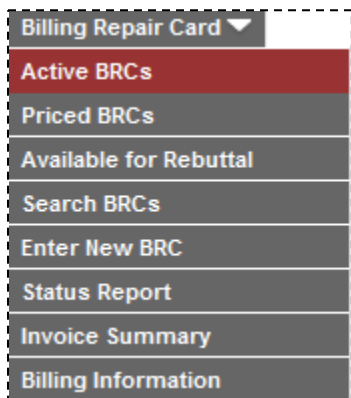 Billing Repair Card
Active BRCs
Priced BRCs
Available for Rebuttal
Search BRCs
Enter New BRC
Status Report
Invoice Summary
Billing Information